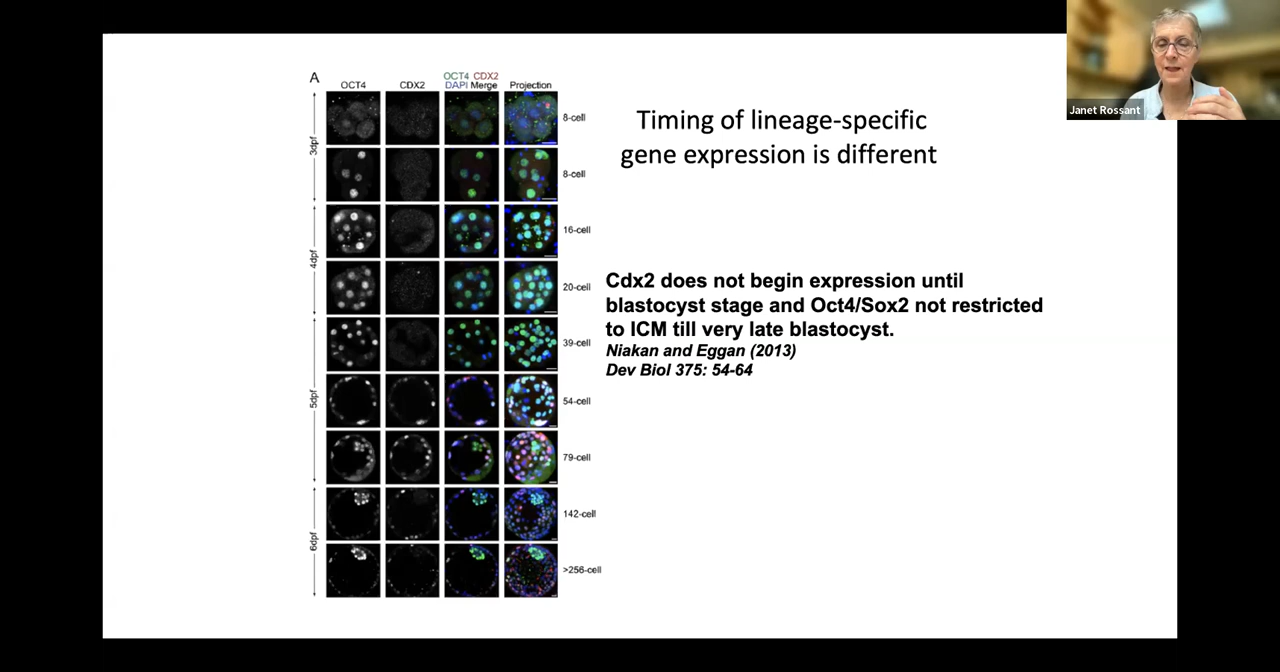 A
OCT4 CDX2 OCT4 CDX2 DAPI Merge Projection
3dpf
8-cell
8-cell
4dpf
16-cell
20-cell
5dpf
39-cell
54-cell
79-cell
6dpf
142-cell
>256-cell
Timing of lineage-specific
gene expression is different
Cdx2 does not begin expression until
blastocyst stage and Oct4/Sox2 not restricted
to ICM till very late blastocyst.
Niakan and Eggan (2013)
Dev Biol 375: 54-64
Janet Rossant